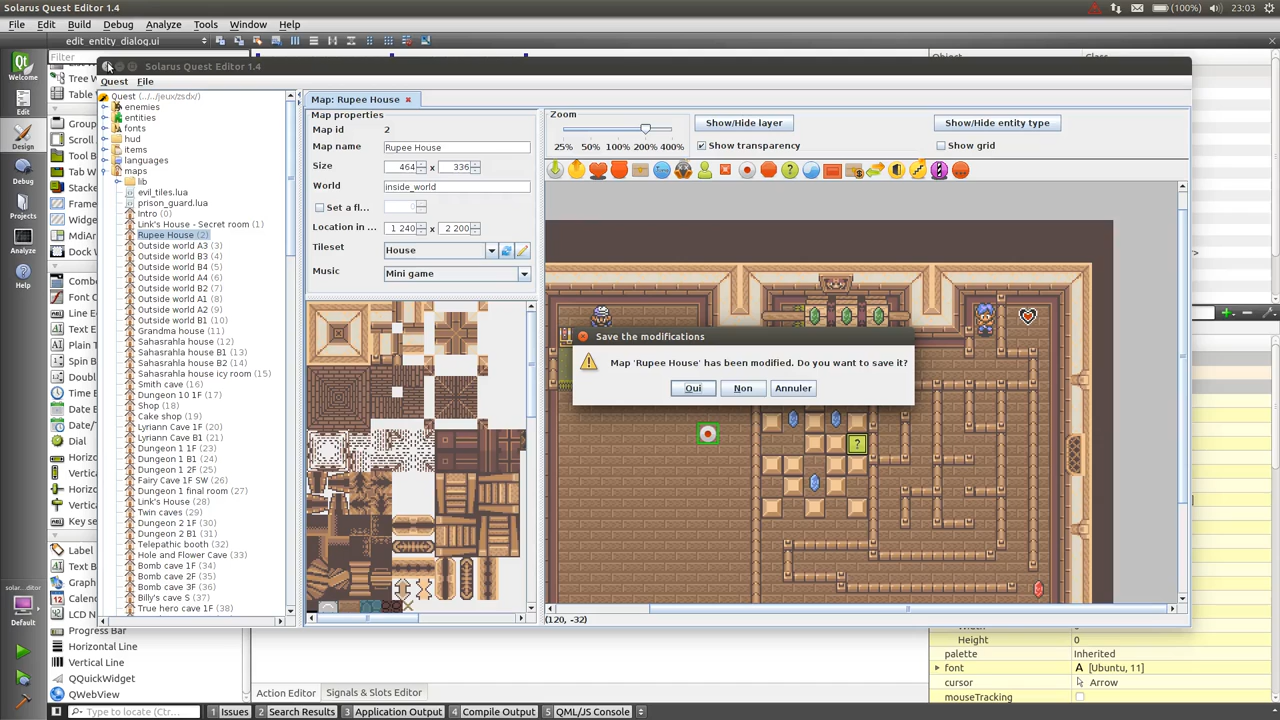 Solarus Quest Editor 1.4
(100%)
23:03
File Edit Build Debug Analyze Tools Window Help
edit entity_dialog.ui
Object Class
Filter
Welcome
Edit
Design
Debug
Projects
Analyze
Help
Default
Solarus Quest Editor 1.4
Quest File
Quest (../../jeux/zsdx/)
enemies
entities
fonts
hud
items
languages
maps
lib
evil_tiles.lua
prison_guard.lua
Intro (0)
Link's House - Secret room (1)
Rupee House (2)
Outside world A3 (3)
Outside world B3 (4)
Outside world B4 (5)
Outside world A4 (6)
Outside world B2 (7)
Outside world A1 (8)
Outside world A2 (9)
Outside world B1 (10)
Grandma house (11)
Sahasrahla house (12)
Sahasrahla house B1 (13)
Sahasrahla house B2 (14)
Sahasrahla house icy room (15)
Smith cave (16)
Dungeon 10 1F (17)
Shop (18)
Cake shop (19)
Lyriann Cave 1F (20)
Lyriann Cave B1 (21)
Dungeon 1 1F (23)
Dungeon 1 B1 (24)
Dungeon 1 2F (25)
Fairy Cave 1F SW (26)
Dungeon 1 final room (27)
Link's House (28)
Twin caves (29)
Dungeon 2 1F (30)
Dungeon 2 B1 (31)
Telepathic booth (32)
Hole and Flower Cave (33)
Bomb cave 1F (34)
Bomb cave 2F (35)
Bomb cave 3F (36)
Billy's cave S (37)
True hero cave 1F (38)
Map: Rupee House
Map properties
Map id 2
Map name Rupee House
Size 464 x 336
World inside_world
Set a fl... 0
Location in ... 1 240 x 2 200
Tileset House
Music Mini game
Zoom
25% 50% 100% 200% 400%
Show/Hide layer
Show transparency
Show/Hide entity type
Show grid
Save the modifications
Map 'Rupee House' has been modified. Do you want to save it?
Oui Non Annuler
(120, -32)
Label
Progress Bar
Horizontal Line
Vertical Line
QQuickWidget
QWebView
Action Editor Signals & Slots Editor
Height 0
palette Inherited
font [Ubuntu, 11]
cursor Arrow
mouseTracking
Type to locate (Ctrl...
1 Issues 2 Search Results 3 Application Output 4 Compile Output 5 QML/JS Console